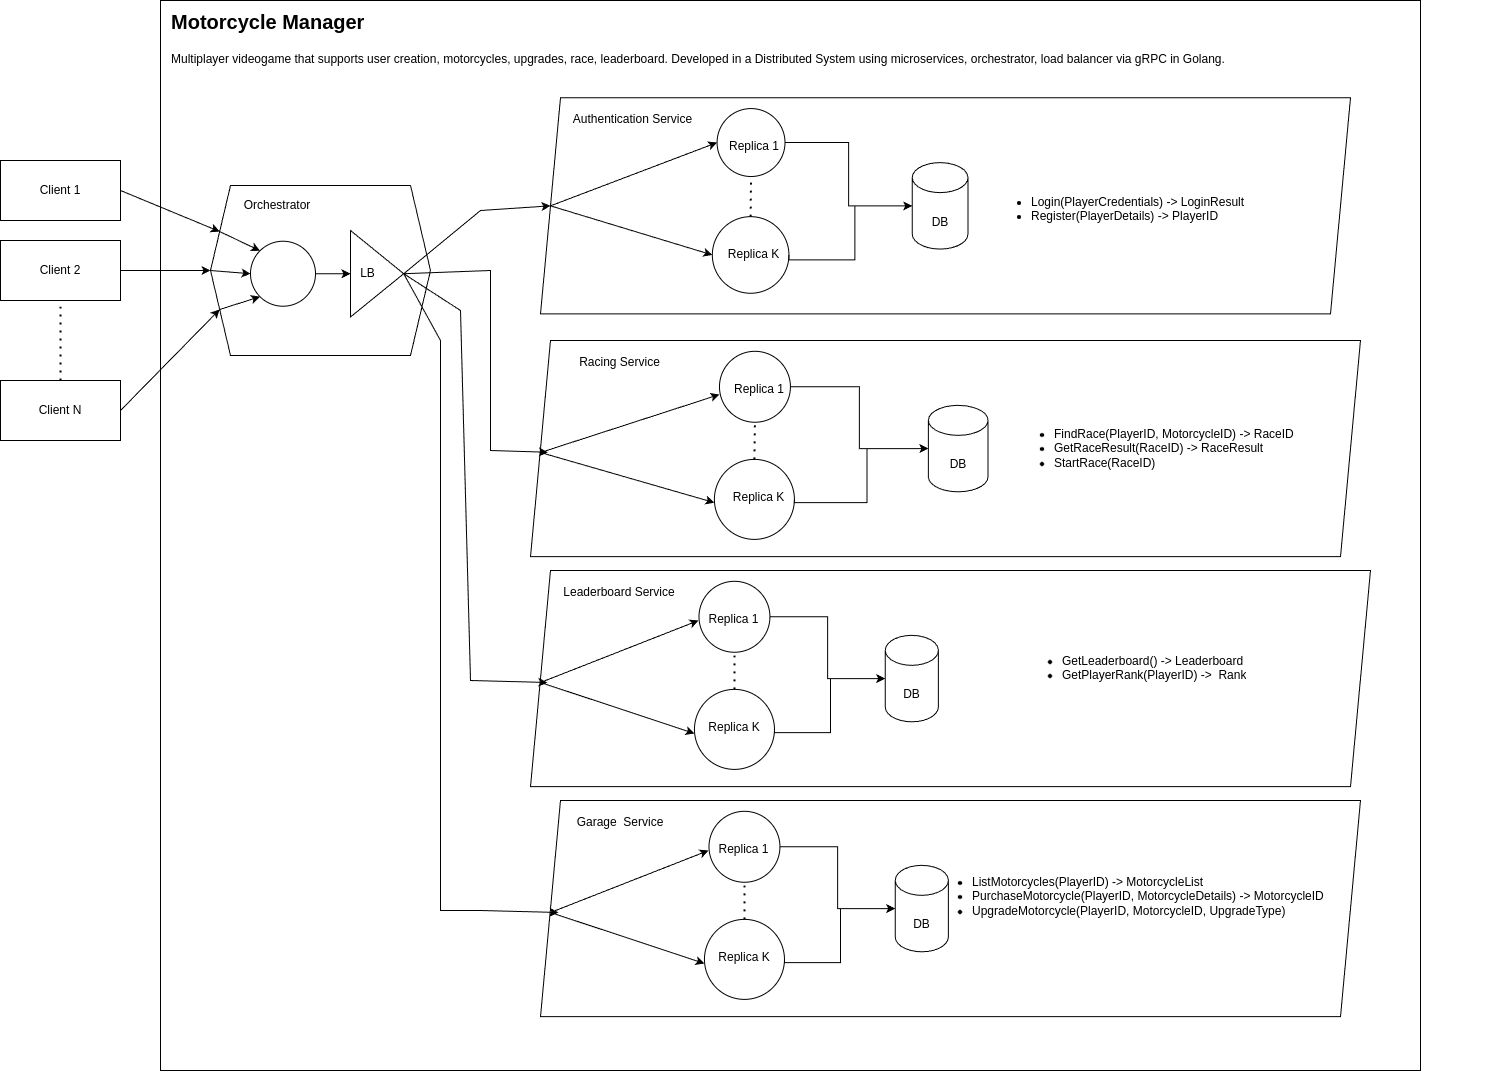 Motorcycle Manager
Multiplayer videogame that supports user creation, motorcycles, upgrades, race, leaderboard. Developed in a Distributed System using microservices, orchestrator, load balancer via gRPC in Golang.
Client 1
Client 2
Client N
Orchestrator
LB
Authentication Service
Replica 1
Replica K
DB
Login(PlayerCredentials) -> LoginResult
Register(PlayerDetails) -> PlayerID
Racing Service
Replica 1
Replica K
DB
FindRace(PlayerID, MotorcycleID) -> RaceID
GetRaceResult(RaceID) -> RaceResult
StartRace(RaceID)
Leaderboard Service
Replica 1
Replica K
DB
GetLeaderboard() -> Leaderboard
GetPlayerRank(PlayerID) ->  Rank
Garage  Service
Replica 1
Replica K
DB
ListMotorcycles(PlayerID) -> MotorcycleList
PurchaseMotorcycle(PlayerID, MotorcycleDetails) -> MotorcycleID
UpgradeMotorcycle(PlayerID, MotorcycleID, UpgradeType)